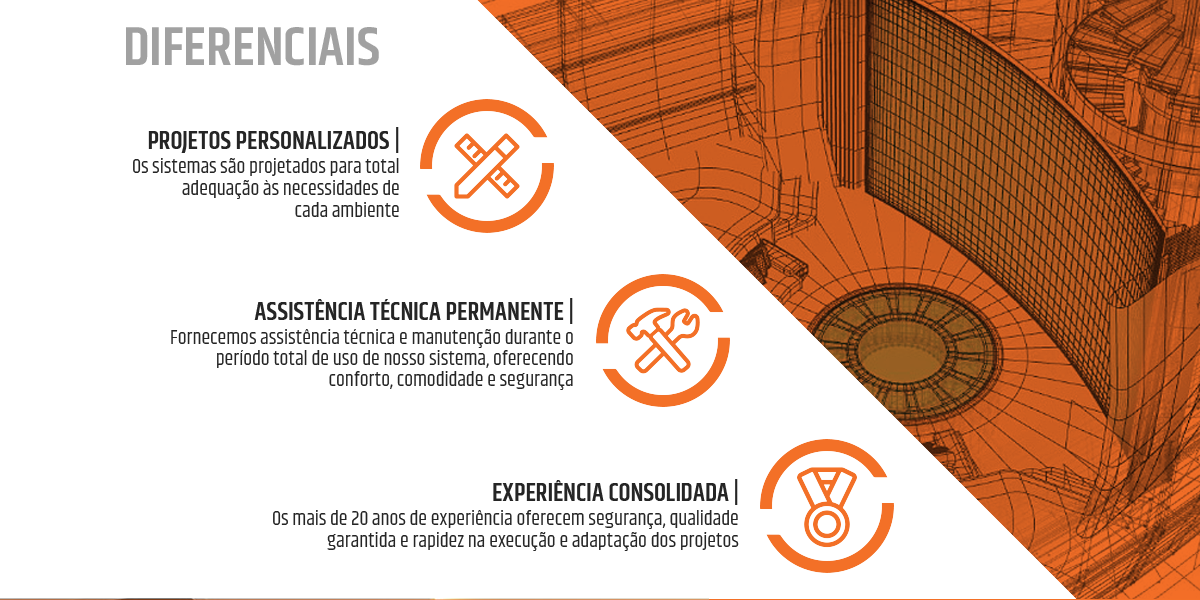 DIFERENCIAIS
PROJETOS PERSONALIZADOS |
Os sistemas são projetados para total
adequação às necessidades de
cada ambiente
ASSISTÊNCIA TÉCNICA PERMANENTE |
Fornecemos assistência técnica e manutenção durante o
período total de uso de nosso sistema, oferecendo
conforto, comodidade e segurança
EXPERIÊNCIA CONSOLIDADA |
Os mais de 20 anos de experiência oferecem segurança, qualidade
garantida e rapidez na execução e adaptação dos projetos